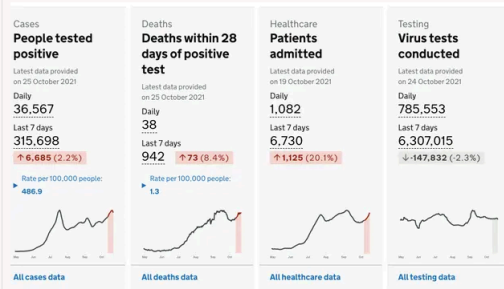 Cases
People tested
positive
Latest data provided
on 25 October 2021
Daily
36,567
Last 7 days
315,698
↑ 6,685 (2.2%)
Rate per 100,000 people:
486.9
All cases data
Deaths
Deaths within 28
days of positive
test
Latest data provided
on 25 October 2021
Daily
38
Last 7 days
942 ↑ 73 (8.4%)
Rate per 100,000 people:
1.3
All deaths data
Healthcare
Patients
admitted
Latest data provided
on 19 October 2021
Daily
1,082
Last 7 days
6,730
↑ 1,125 (20.1%)
All healthcare data
Testing
Virus tests
conducted
Latest data provided
on 24 October 2021
Daily
785,553
Last 7 days
6,307,015
↓ -147,832 (-2.3%)
All testing data